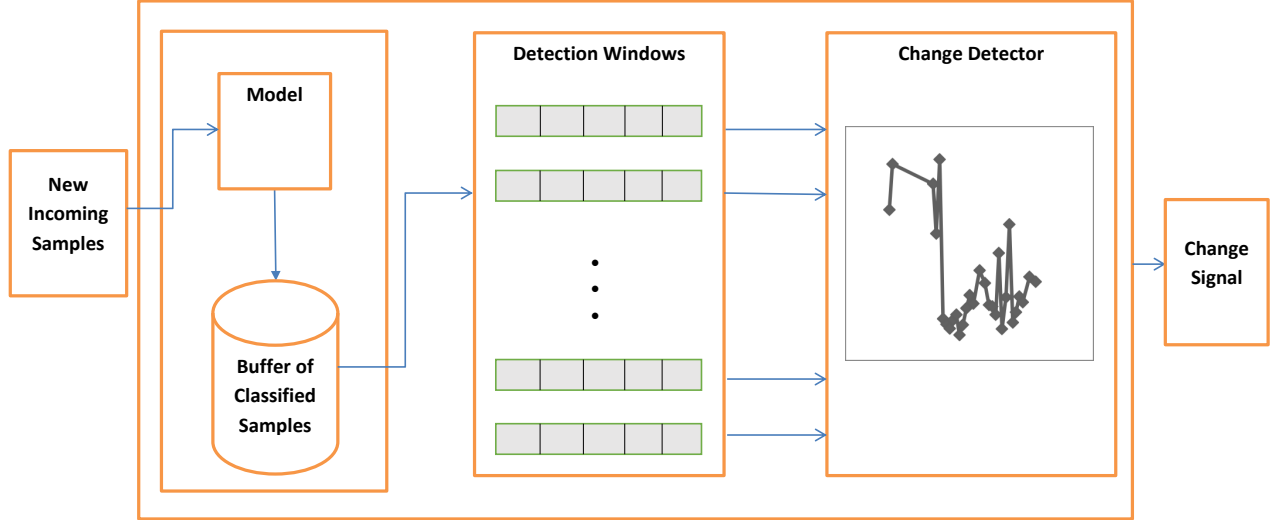 New
Incoming
Samples
Model
Buffer of
Classified
Samples
Detection Windows
Change Detector
Change
Signal